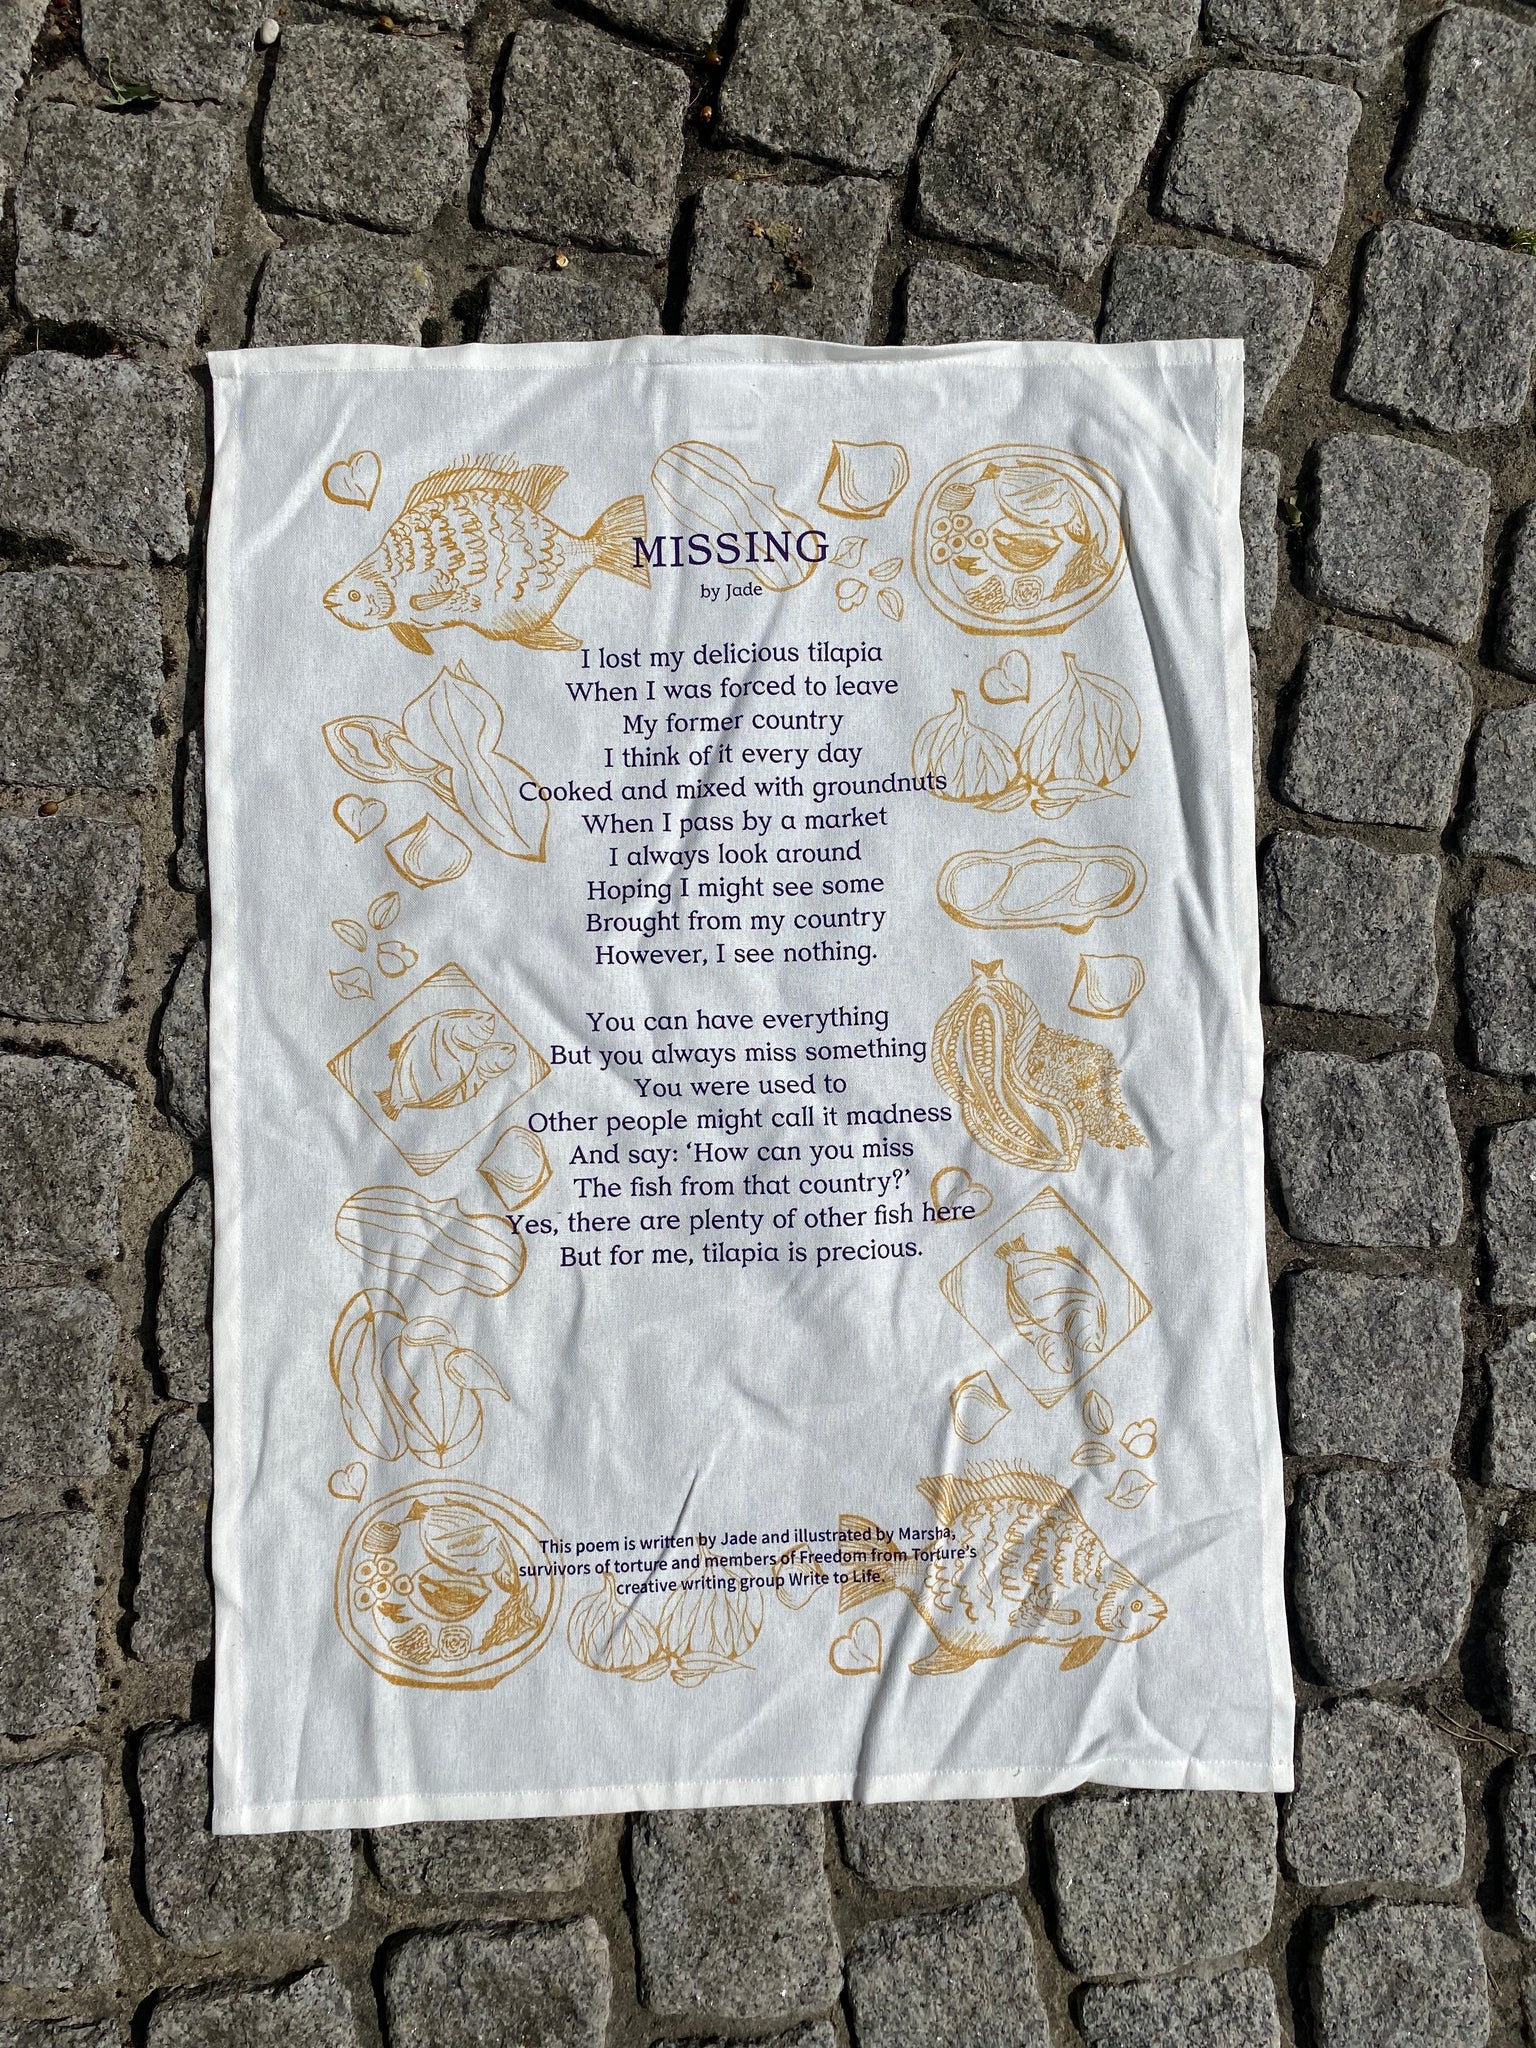 MISSING
by Jade
I lost my delicious tilapia
When I was forced to leave
My former country
I think of it every day
Cooked and mixed with groundnuts
When I pass by a market
I always look around
Hoping I might see some
Brought from my country
However, I see nothing.
You can have everything
But you always miss something
You were used to
Other people might call it madness
And say: ‘How can you miss
The fish from that country?’
Yes, there are plenty of other fish here
But for me, tilapia is precious.
This poem is written by Jade and illustrated by Marsha,
survivors of torture and members of Freedom from Torture's
creative writing group Write to Life.